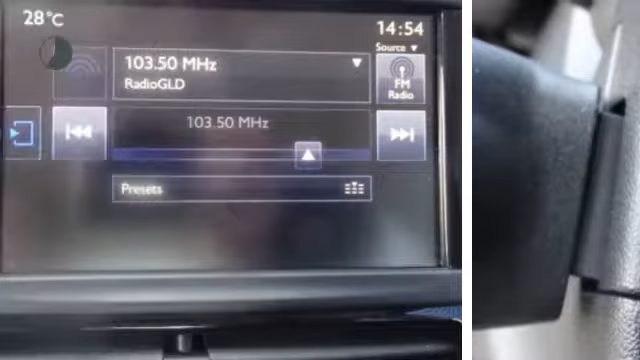 28°C
14:54
Source ▼
103.50 MHz ▼
RadioGLD
FM
Radio
103.50 MHz
Presets